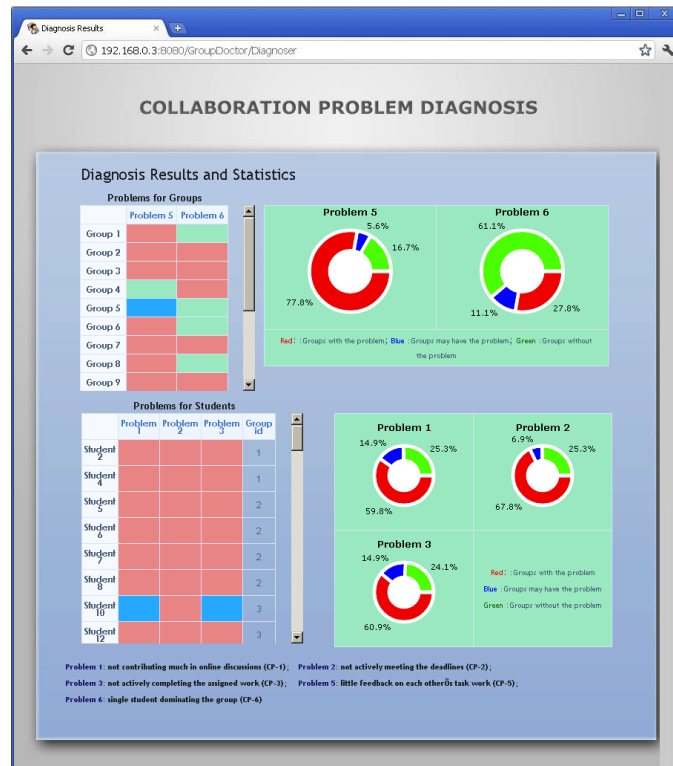 Diagnosis Results
192.168.0.3:8080/GroupDoctor/Diagnoser
COLLABORATION PROBLEM DIAGNOSIS
Diagnosis Results and Statistics
Problems for Groups
Problem 5 Problem 6
Group 1
Group 2
Group 3
Group 4
Group 5
Group 6
Group 7
Group 8
Group 9
Problem 5
5.6%
16.7%
77.8%
Problem 6
61.1%
11.1%
27.8%
Red: :Groups with the problem; Blue :Groups may have the problem; Green :Groups without
the problem
Problems for Students
Problem 1 Problem 2 Problem 3 Group id
Student 2 1
Student 4 1
Student 5 2
Student 6 2
Student 7 2
Student 8 2
Student 10 3
Student 12 3
Problem 1
14.9%
25.3%
59.8%
Problem 2
6.9%
25.3%
67.8%
Problem 3
14.9%
24.1%
60.9%
Red: :Groups with the problem
Blue :Groups may have the problem
Green :Groups without the problem
Problem 1: not contributing much in online discussions (CP-1); Problem 2: not actively meeting the deadlines (CP-2);
Problem 3: not actively completing the assigned work (CP-3); Problem 5: little feedback on each otherÕs task work (CP-5);
Problem 6: single student dominating the group (CP-6)